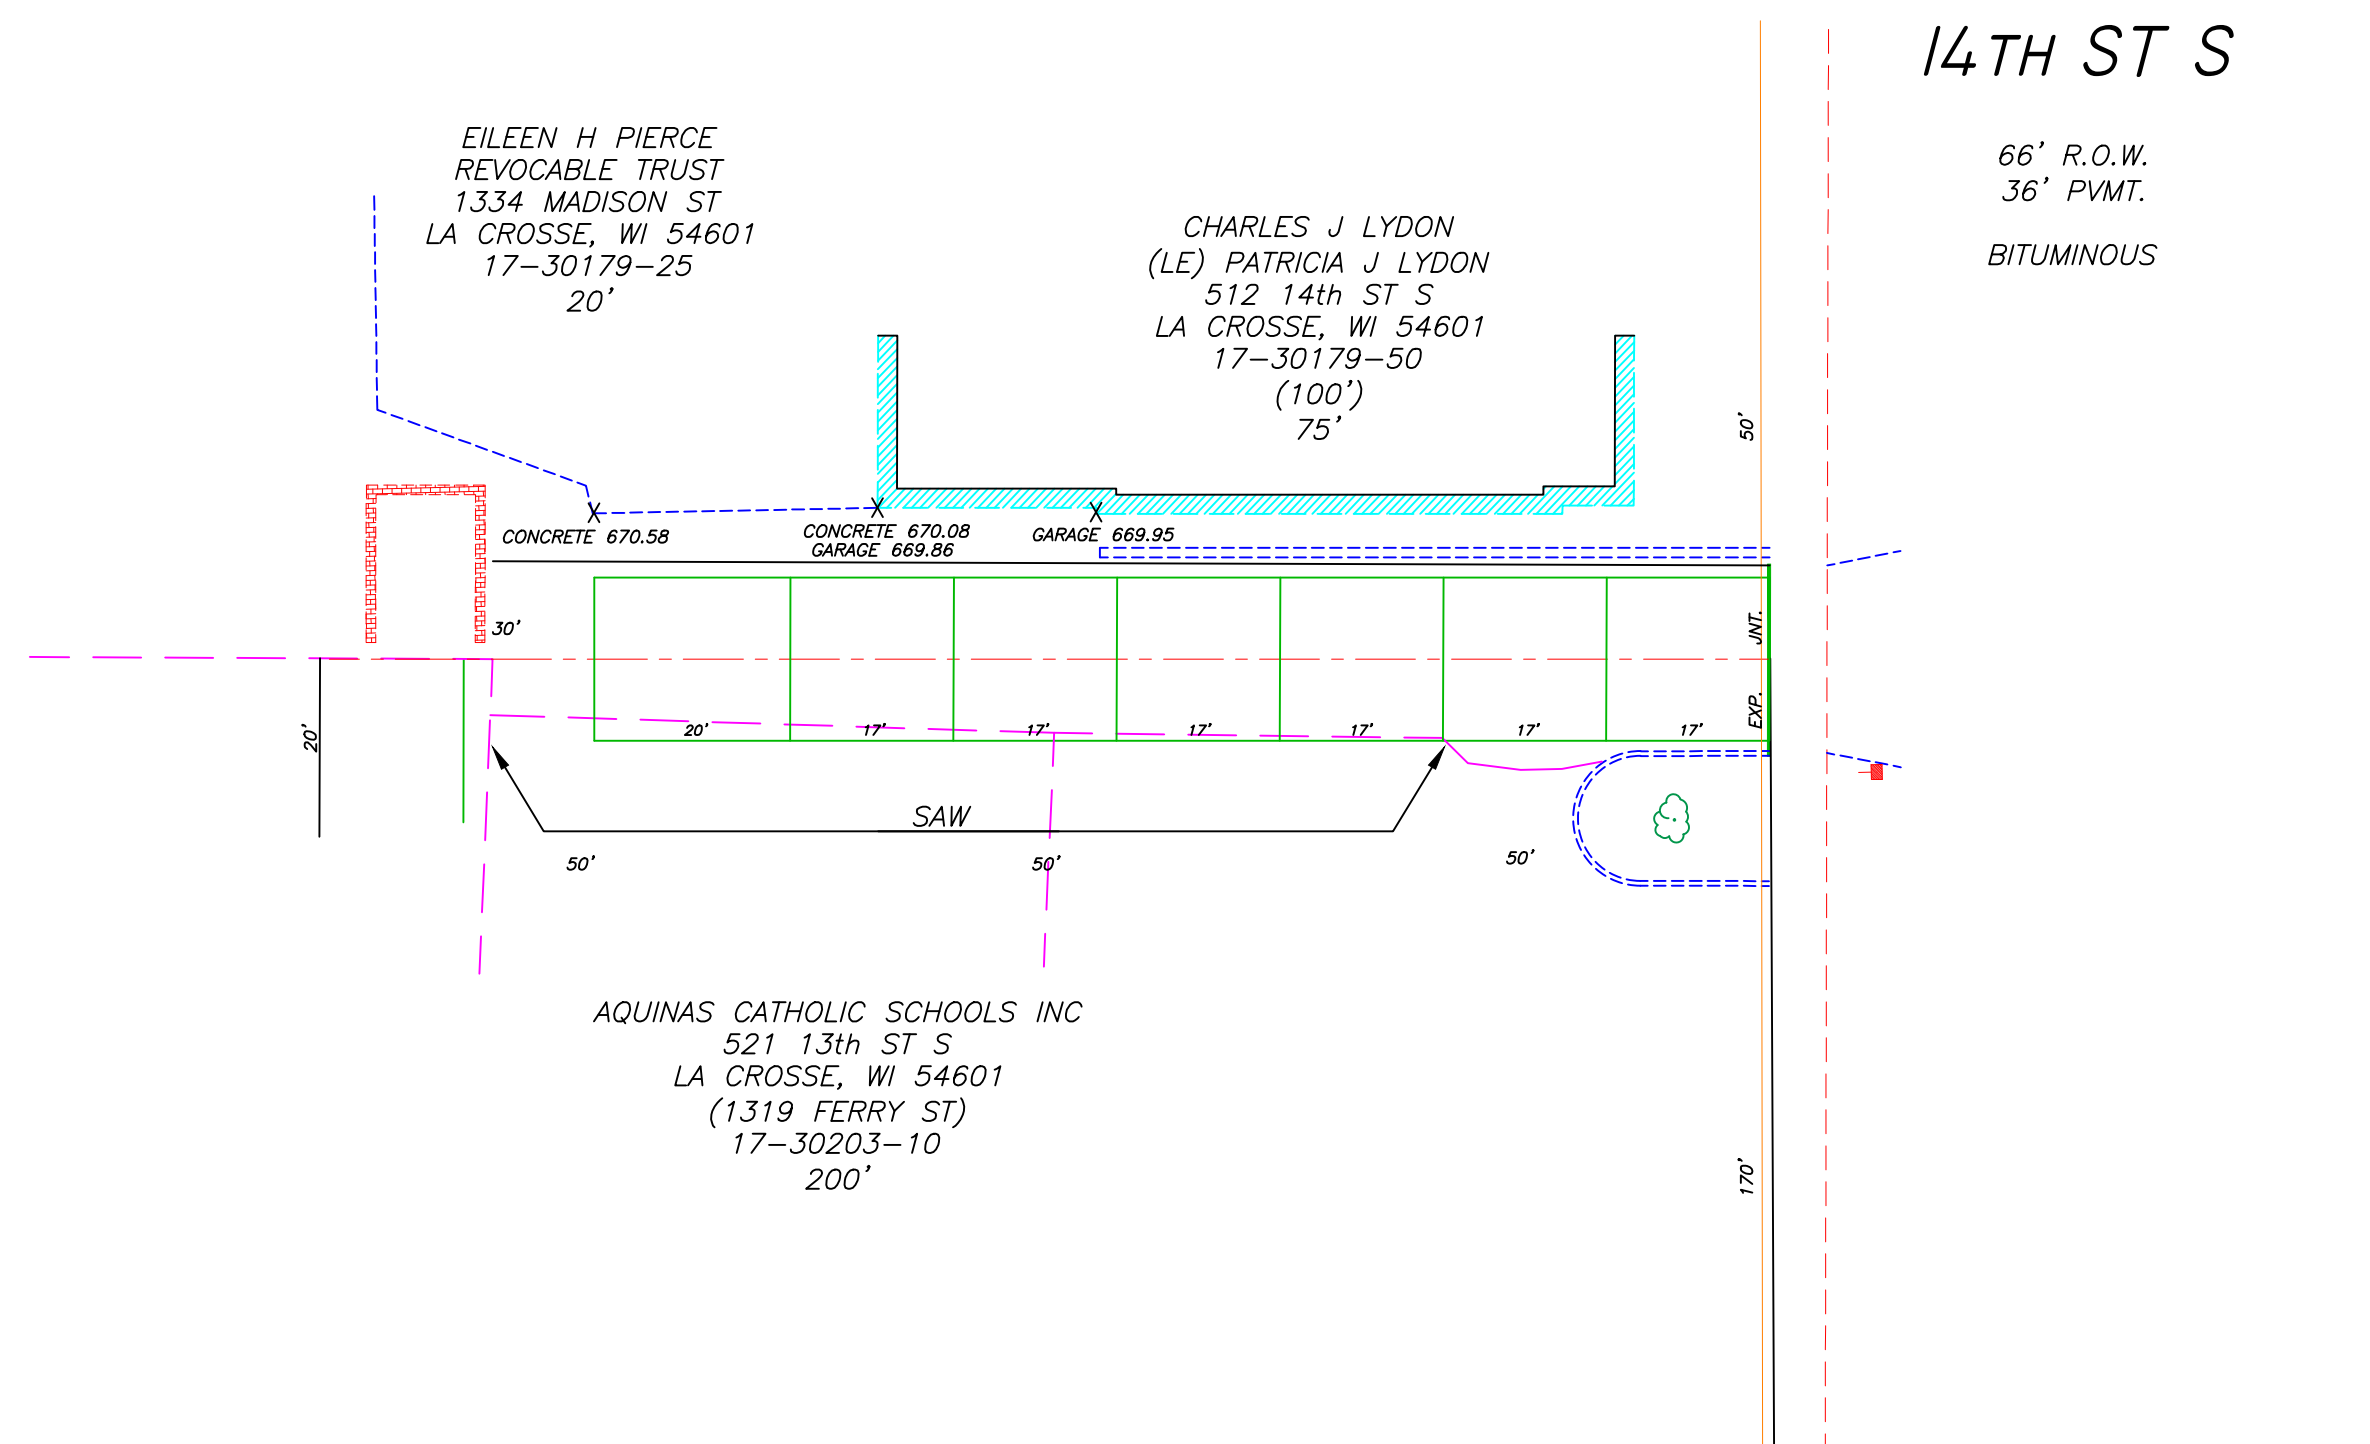 14TH ST S
66' R.O.W.
36' PVMT.
BITUMINOUS
EILEEN H PIERCE
REVOCABLE TRUST
1334 MADISON ST
LA CROSSE, WI 54601
17-30179-25
20'
CHARLES J LYDON
(LE) PATRICIA J LYDON
512 14th ST S
LA CROSSE, WI 54601
17-30179-50
(100')
75'
50'
CONCRETE 670.58
CONCRETE 670.08
GARAGE 669.86
GARAGE 669.95
30'
JNT.
EXP.
20'
20'
17'
17'
17'
17'
17'
17'
SAW
50'
50'
50'
AQUINAS CATHOLIC SCHOOLS INC
521 13th ST S
LA CROSSE, WI 54601
(1319 FERRY ST)
17-30203-10
200'
170'